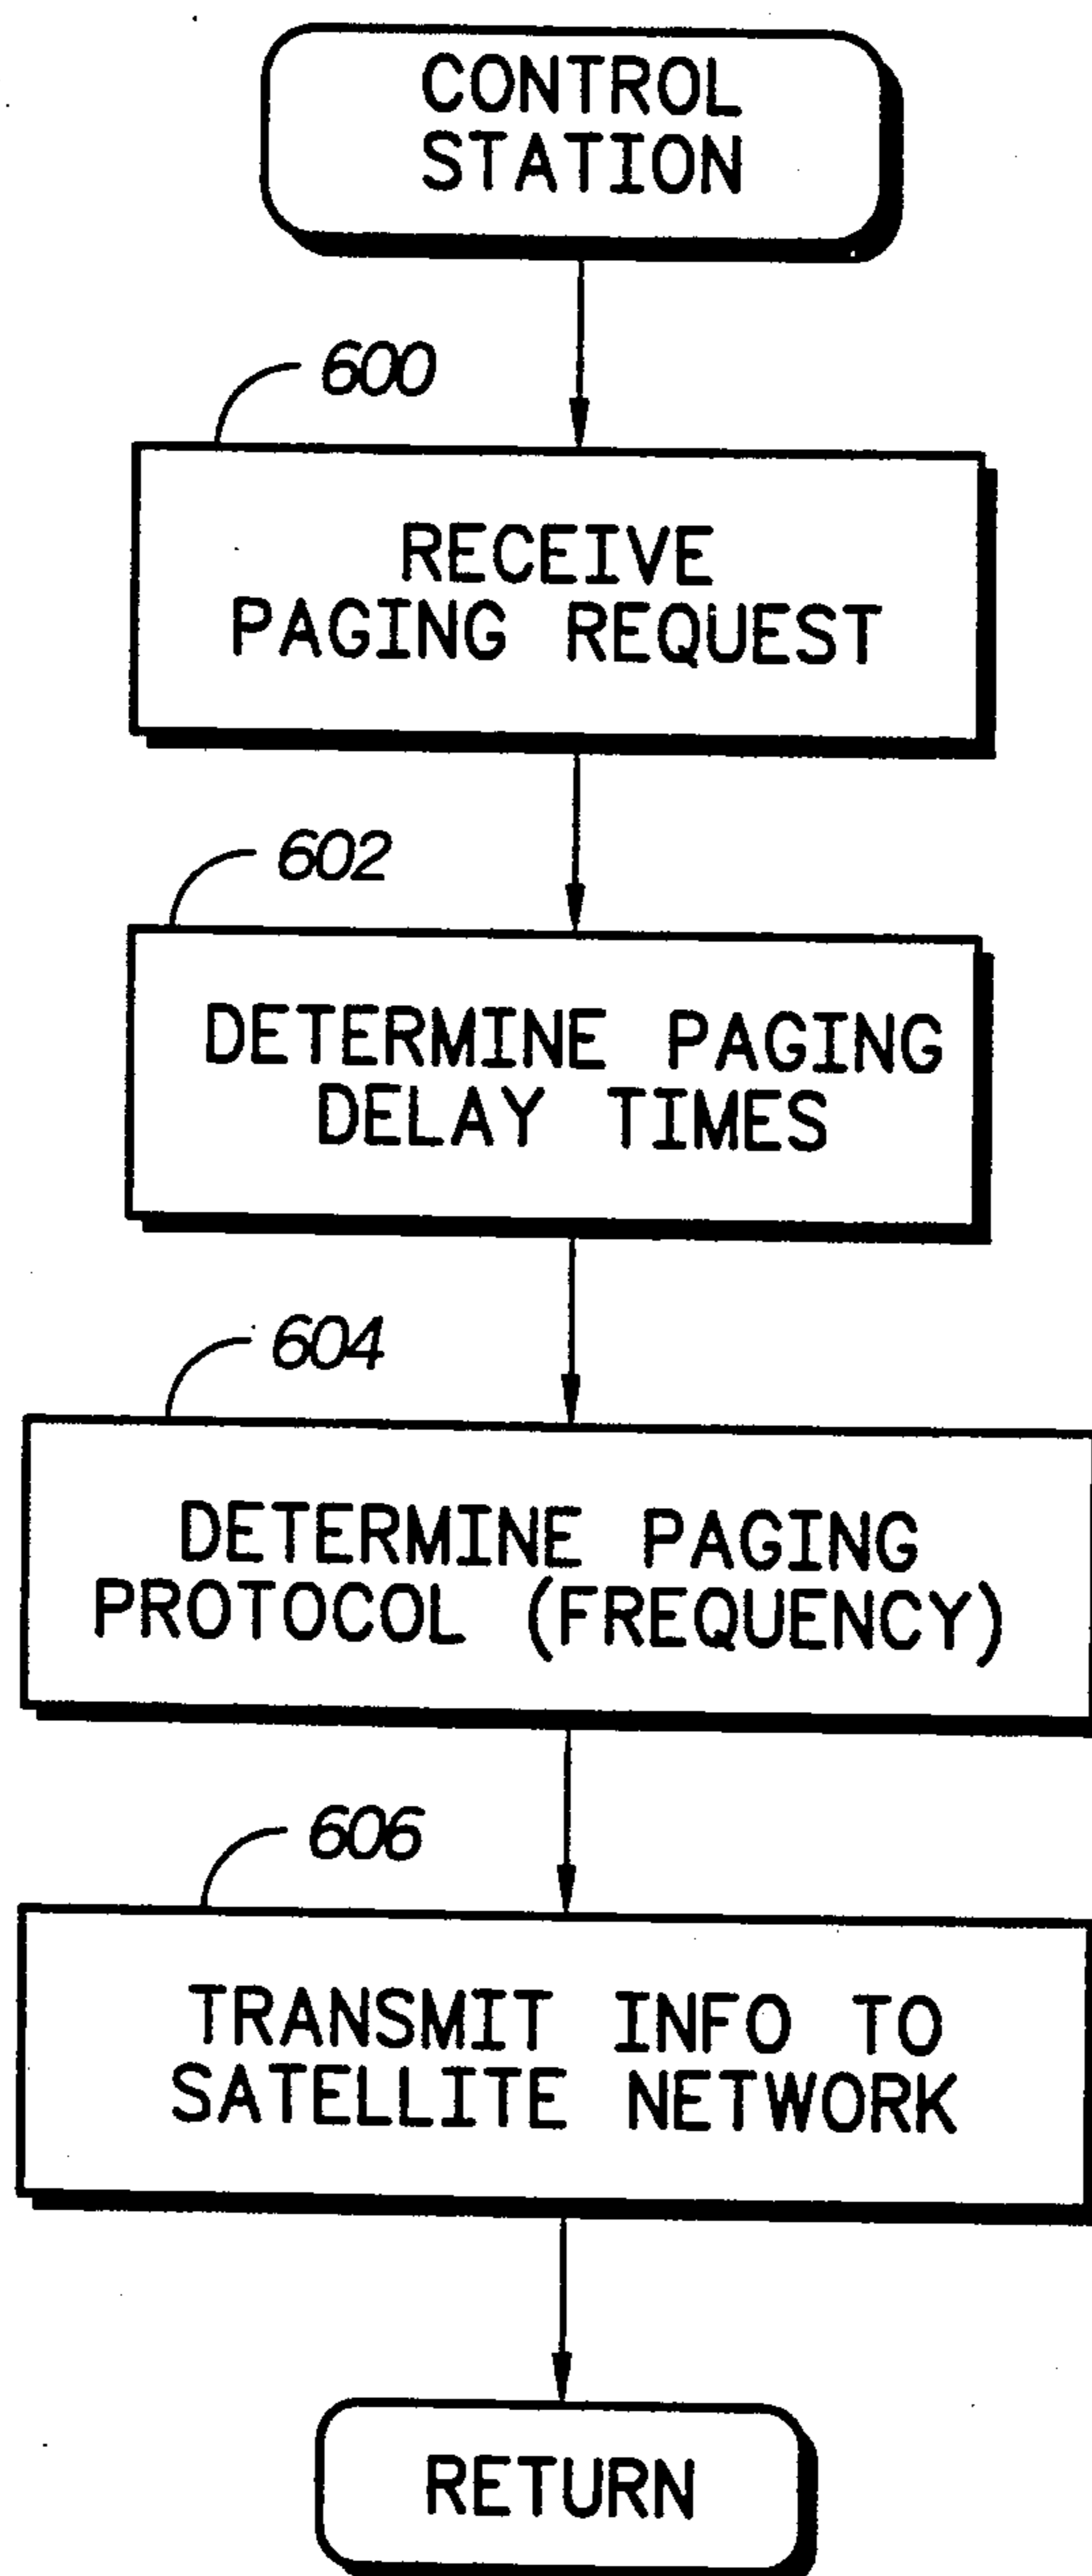 CONTROL
STATION
600
RECEIVE
PAGING REQUEST
602
DETERMINE PAGING
DELAY TIMES
604
DETERMINE PAGING
PROTOCOL (FREQUENCY)
606
TRANSMIT INFO TO
SATELLITE NETWORK
RETURN